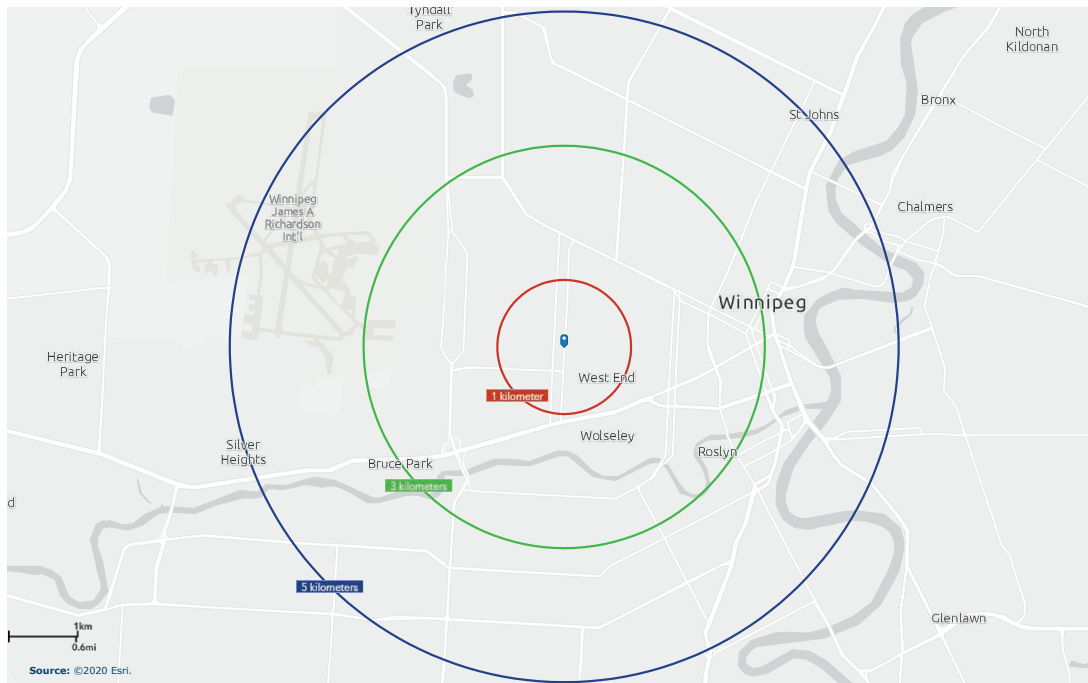 Tyndall
Park
North
Kildonan
Bronx
St Johns
Winnipeg
James A
Richardson
Int'l
Chalmers
Winnipeg
Heritage
Park
West End
1 kilometer
Wolseley
Silver
Heights
Bruce Park
Roslyn
3 kilometers
d
5 kilometers
Glenlawn
1km
0.6mi
Source: ©2020 Esri.